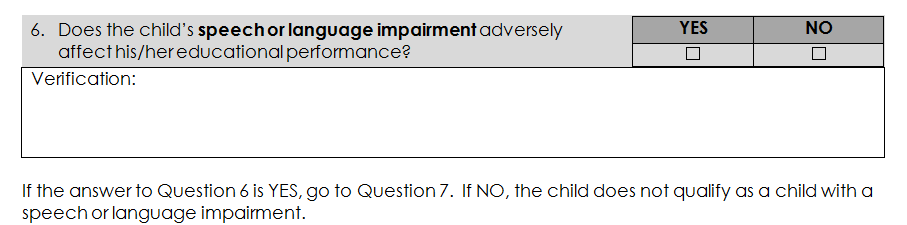 6. Does the child's speech or language impairment adversely YES NO
affect his/her educational performance? ☐ ☐
Verification:
If the answer to Question 6 is YES, go to Question 7. If NO, the child does not qualify as a child with a
speech or language impairment.